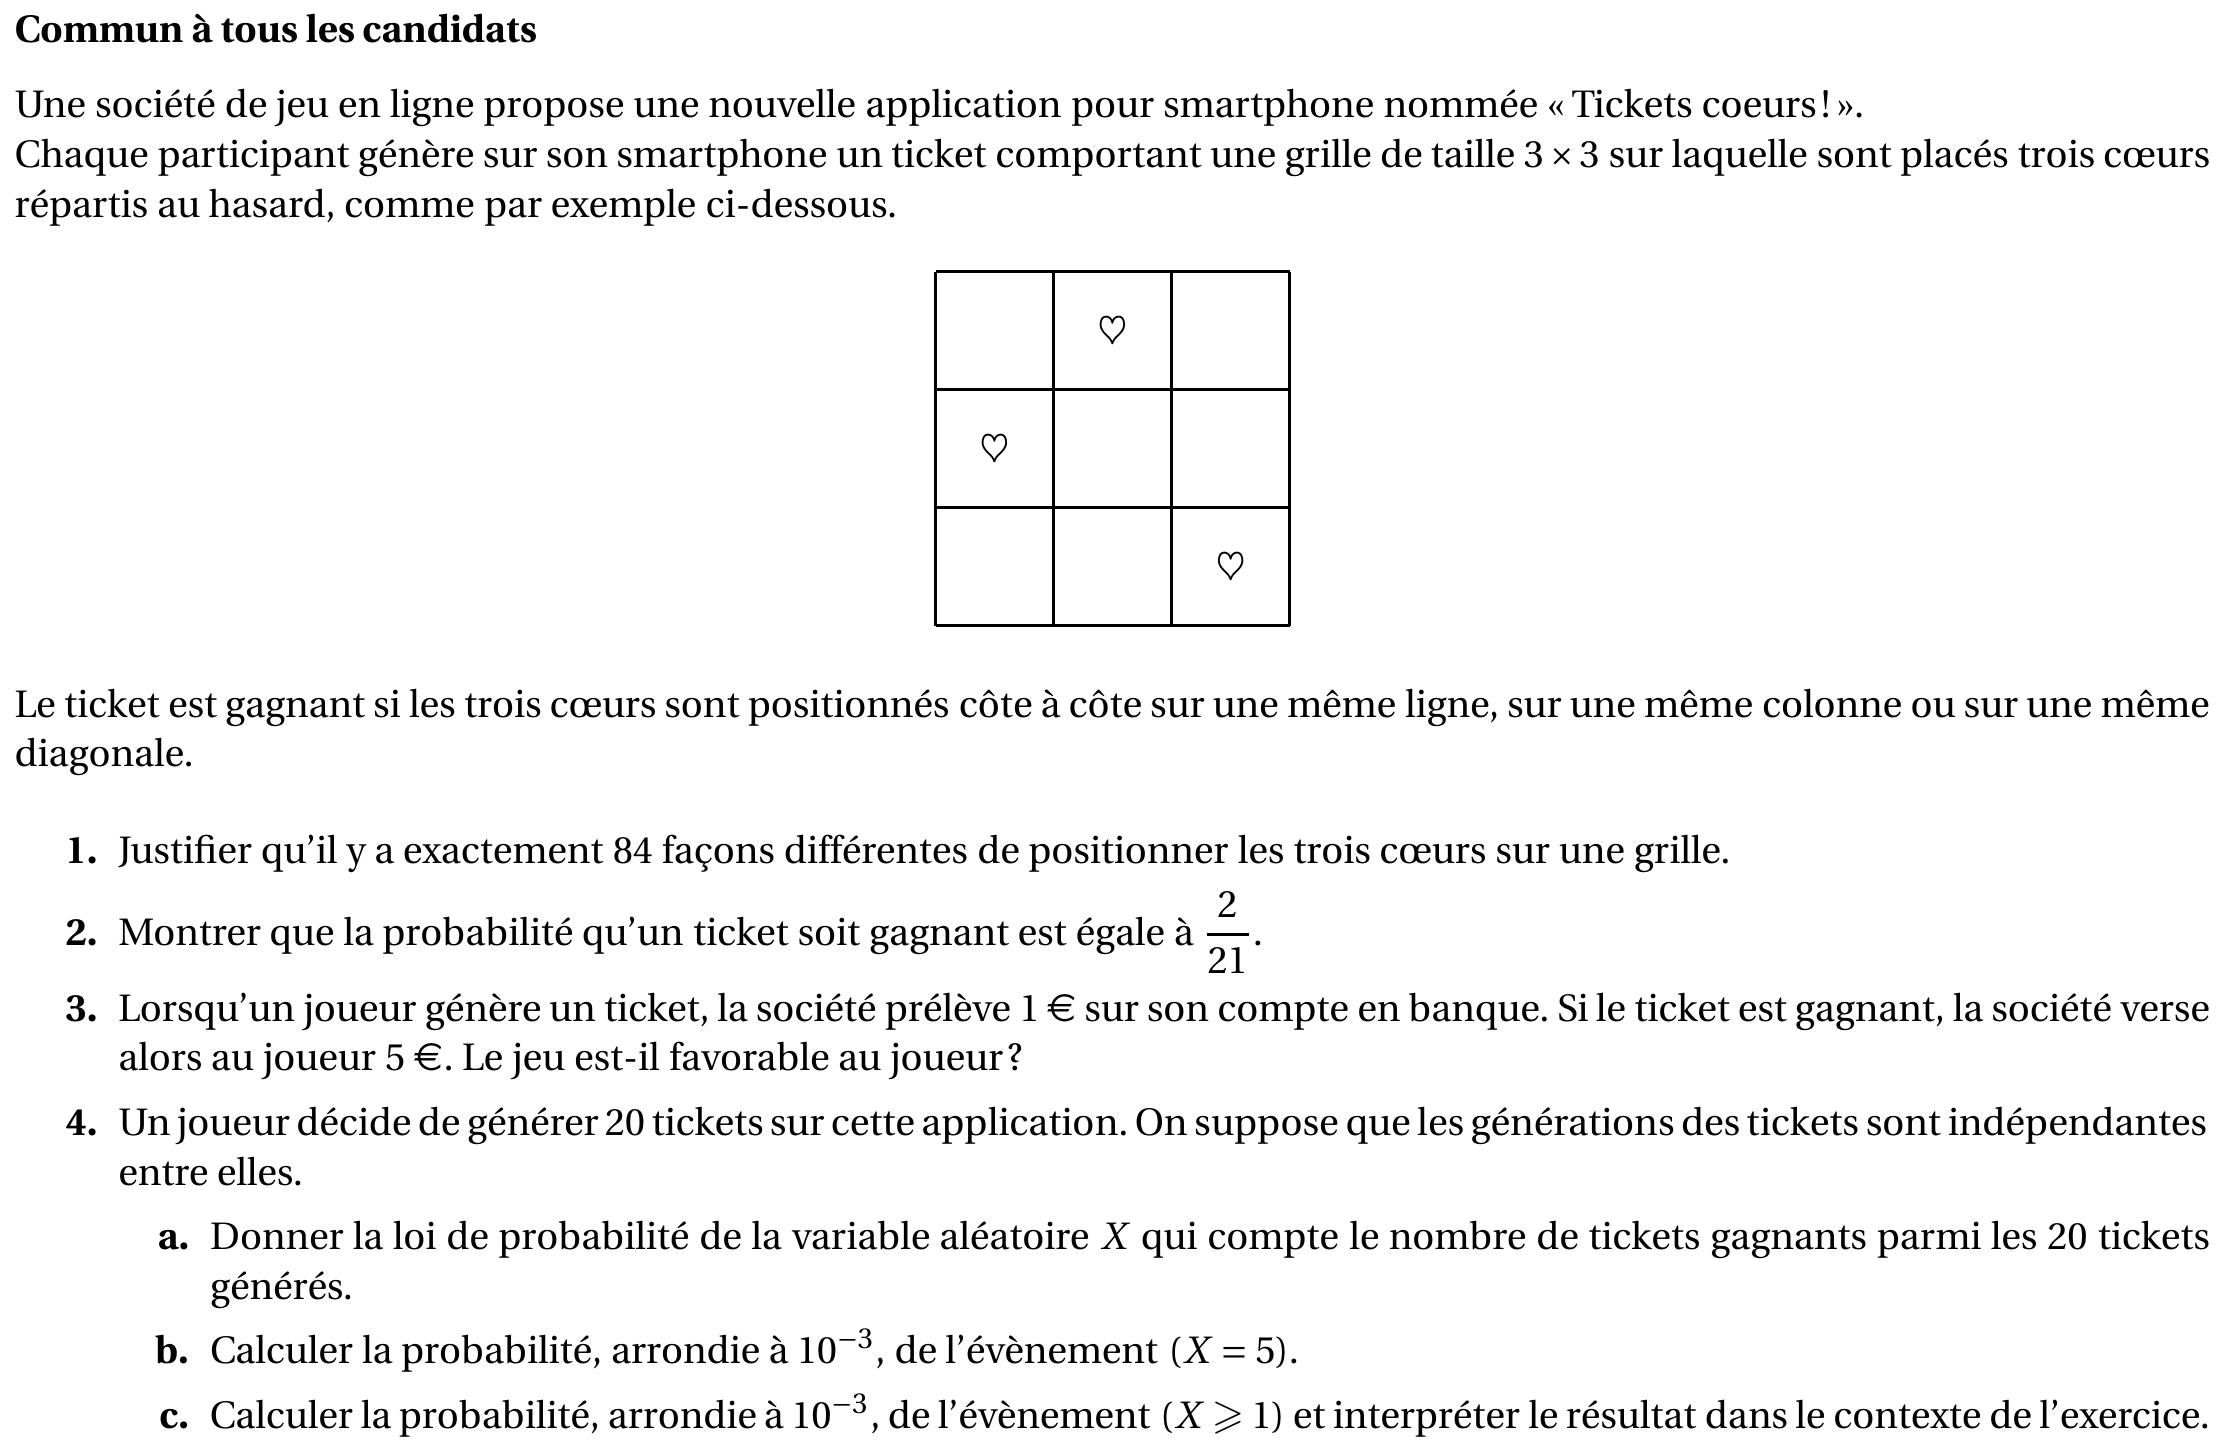 Commun à tous les candidats
Une société de jeu en ligne propose une nouvelle application pour smartphone nommée « Tickets coeurs! ».
Chaque participant génère sur son smartphone un ticket comportant une grille de taille 3 × 3 sur laquelle sont placés trois cœurs
répartis au hasard, comme par exemple ci-dessous.
♡
♡
♡
Le ticket est gagnant si les trois cœurs sont positionnés côte à côte sur une même ligne, sur une même colonne ou sur une même
diagonale.
1. Justifier qu'il y a exactement 84 façons différentes de positionner les trois cœurs sur une grille.
2. Montrer que la probabilité qu'un ticket soit gagnant est égale à 2/21.
3. Lorsqu'un joueur génère un ticket, la société prélève 1 € sur son compte en banque. Si le ticket est gagnant, la société verse
alors au joueur 5 €. Le jeu est-il favorable au joueur?
4. Un joueur décide de générer 20 tickets sur cette application. On suppose que les générations des tickets sont indépendantes
entre elles.
a. Donner la loi de probabilité de la variable aléatoire X qui compte le nombre de tickets gagnants parmi les 20 tickets
générés.
b. Calculer la probabilité, arrondie à 10⁻³, de l'évènement (X = 5).
c. Calculer la probabilité, arrondie à 10⁻³, de l'évènement (X ⩾ 1) et interpréter le résultat dans le contexte de l'exercice.